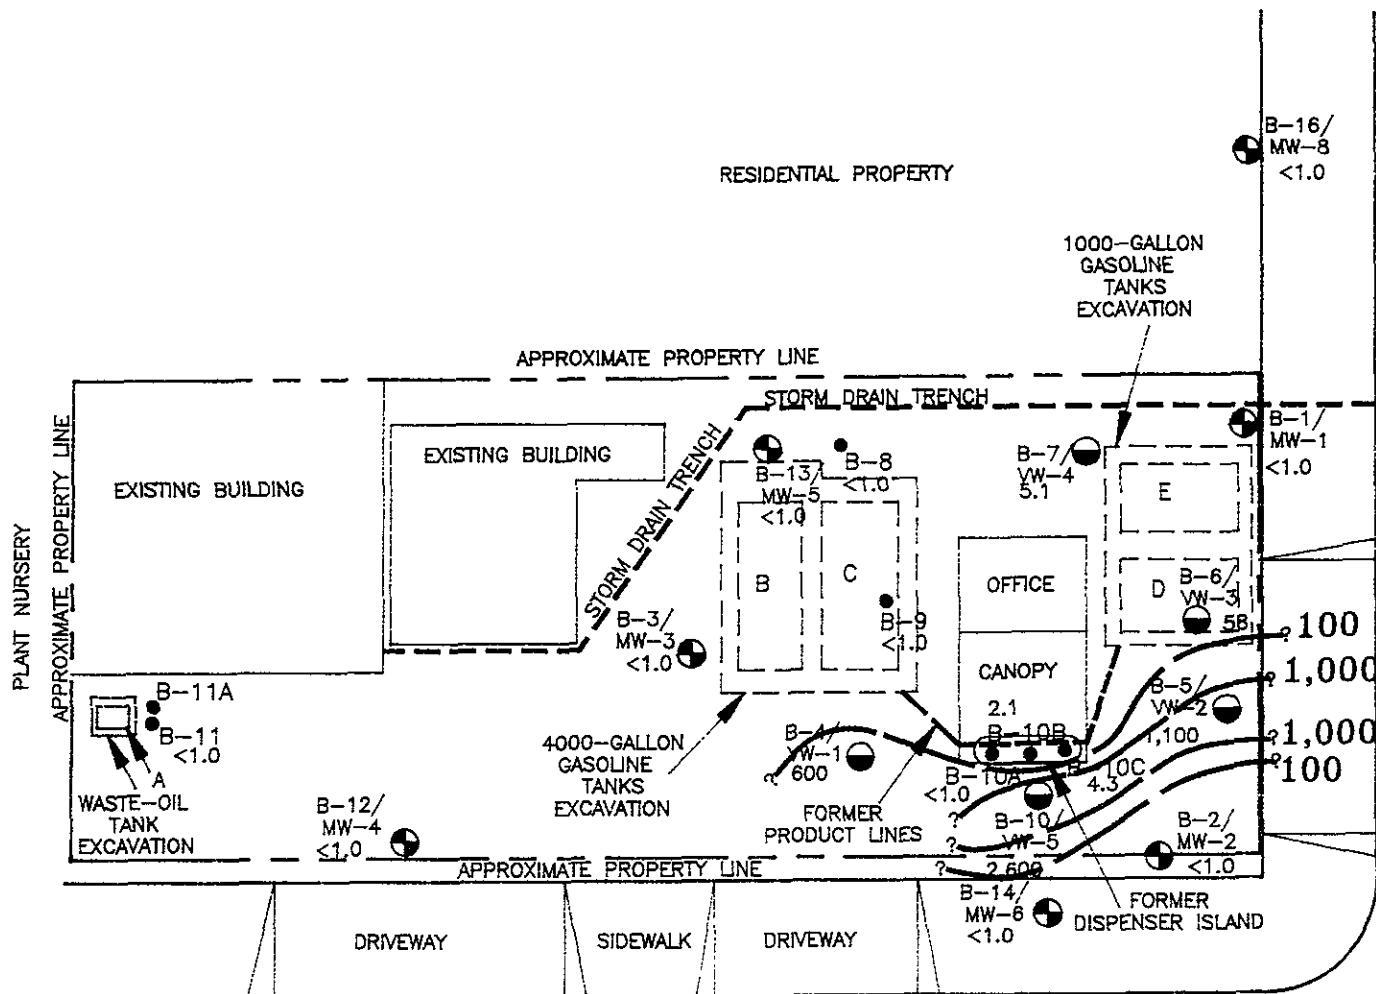 B-16/
MW-8
<1.0
RESIDENTIAL PROPERTY
1000-GALLON
GASOLINE
TANKS
EXCAVATION
APPROXIMATE PROPERTY LINE
STORM DRAIN TRENCH
B-1/
MW-1
<1.0
EXISTING BUILDING
EXISTING BUILDING
STORM DRAIN TRENCH
B-13/
MW-5
<1.0
B-8
<1.0
B-7/
VW-4
5.1
E
PLANT NURSERY
APPROXIMATE PROPERTY LINE
B
C
OFFICE
D
B-6/
VW-3
58
B-3/
MW-3
<1.0
B-9
<1.0
? 100
CANOPY
2.1
B-5/
VW-2
1,100
? 1,000
B-11A
B-11
<1.0
A
WASTE-OIL
TANK
EXCAVATION
4000-GALLON
GASOLINE
TANKS
EXCAVATION
B-4/
VW-1
600
?
B-10B
B-10A
<1.0
B-10C
4.3
? 1,000
? 100
FORMER
PRODUCT LINES
B-12/
MW-4
<1.0
?
?
?
B-10/
VW-5
2,600
B-2/
MW-2
<1.0
APPROXIMATE PROPERTY LINE
B-14/
MW-6
<1.0
FORMER
DISPENSER ISLAND
DRIVEWAY
SIDEWALK
DRIVEWAY